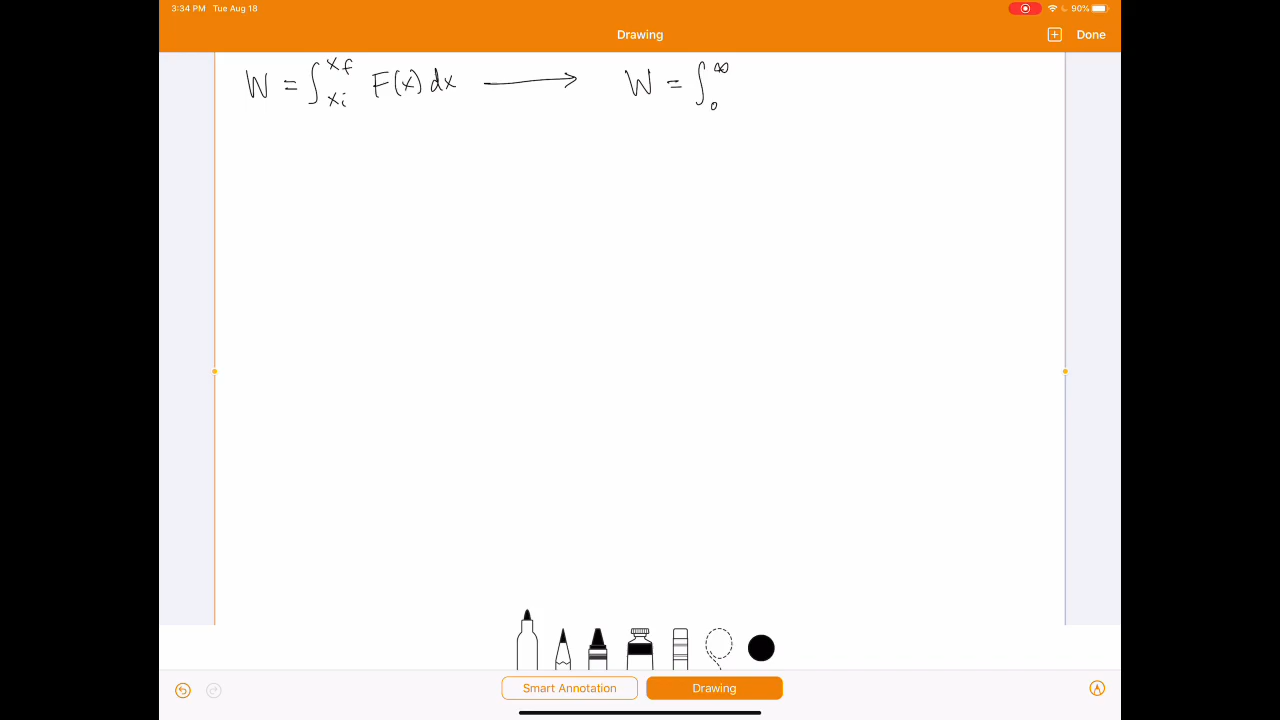 3:34 PM Tue Aug 18 90%
Drawing Done
W = ∫_{xi}^{xf} F(x) dx ⟶ W = ∫_0^∞
Smart Annotation Drawing